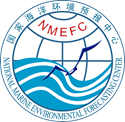 国家海洋环境预报中心
NMEFC
NATIONAL MARINE ENVIRONMENTAL FORECASTING CENTER